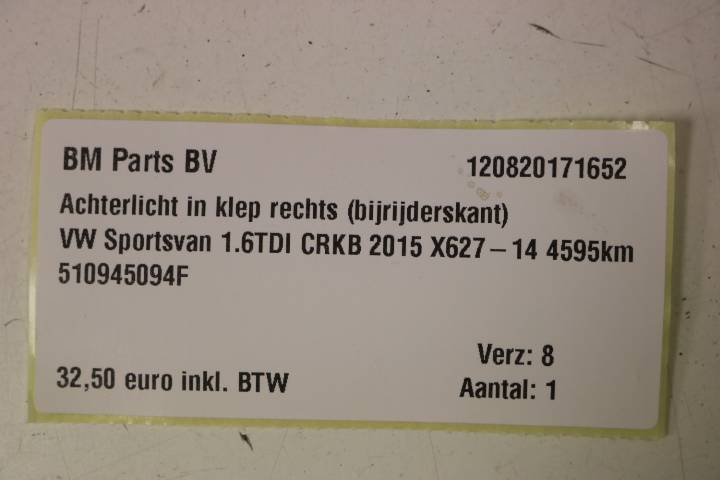 BM Parts BV 120820171652
Achterlicht in klep rechts (bijrijderskant)
VW Sportsvan 1.6TDI CRKB 2015 X627-14 4595km
510945094F
Verz: 8
32,50 euro inkl. BTW Aantal: 1